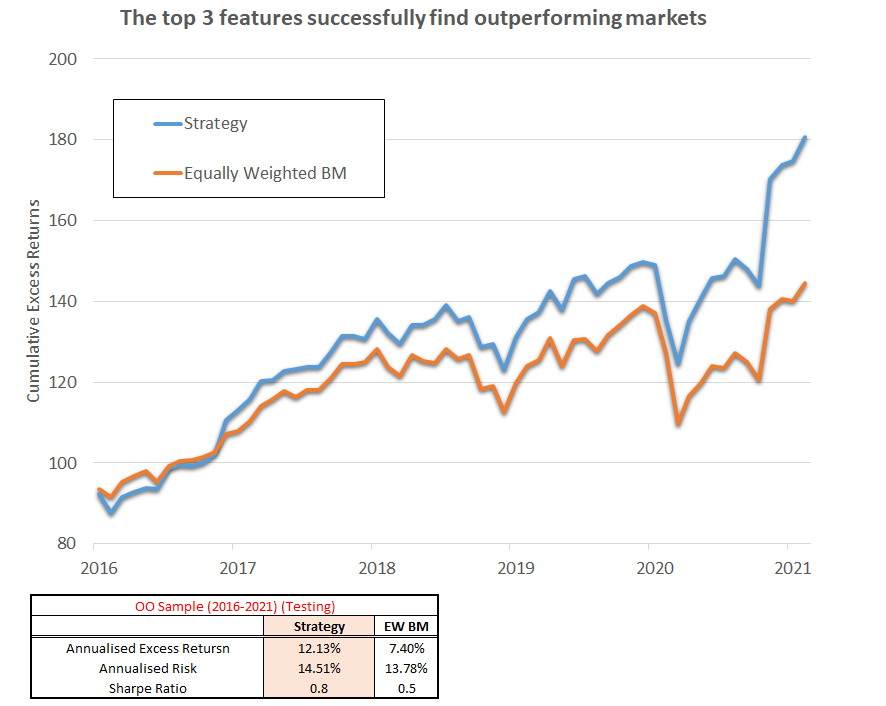 The top 3 features successfully find outperforming markets
200
180
160
140
120
100
80
Cumulative Excess Returns
Strategy
Equally Weighted BM
2016 2017 2018 2019 2020 2021
OO Sample (2016-2021) (Testing)
Strategy EW BM
Annualised Excess Retursn 12.13% 7.40%
Annualised Risk 14.51% 13.78%
Sharpe Ratio 0.8 0.5